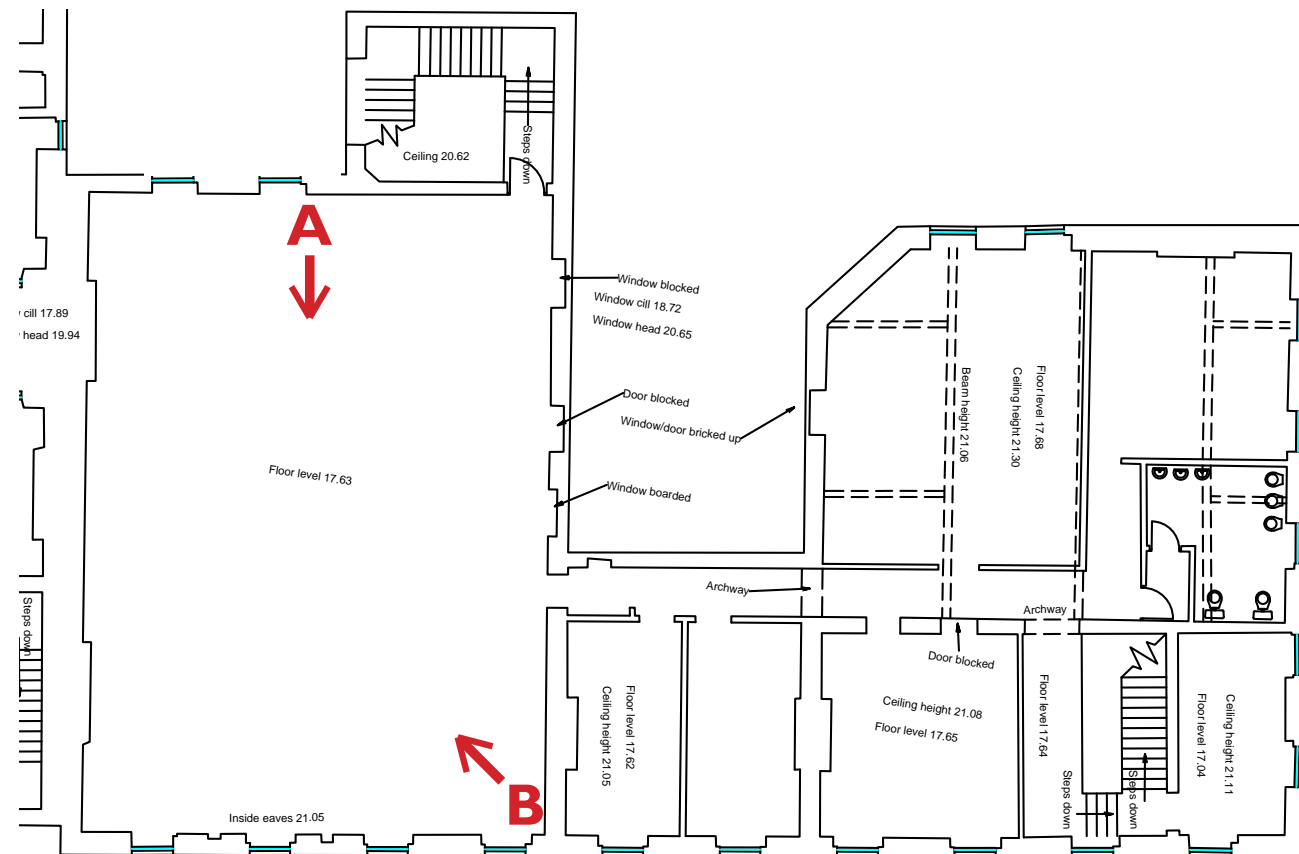 Steps down
Ceiling 20.62
A
Window blocked
Window cill 18.72
Window head 20.65
cill 17.89
head 19.94
Door blocked
Window/door bricked up
Beam height 21.06
Floor level 17.68
Ceiling height 21.30
Floor level 17.63
Window boarded
Archway
Archway
Steps down
Door blocked
Floor level 17.62
Ceiling height 21.05
Ceiling height 21.08
Floor level 17.65
Floor level 17.64
Ceiling height 21.11
Floor level 17.04
Steps down
Steps down
B
Inside eaves 21.05